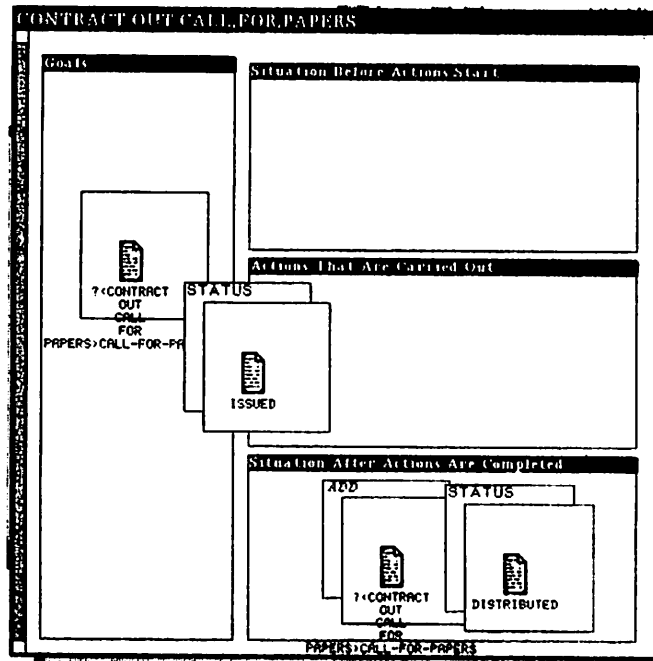 CONTRACT OUT CALL FOR PAPERS
Goals
Situation Before Actions Start
?<CONTRACT
OUT
CALL
FOR
PAPERS>CALL-FOR-PA
STATUS
ISSUED
Actions That Are Carried Out
Situation After Actions Are Completed
ADD
?<CONTRACT
OUT
CALL
FOR
PAPERS>CALL-FOR-PAPERS
STATUS
DISTRIBUTED